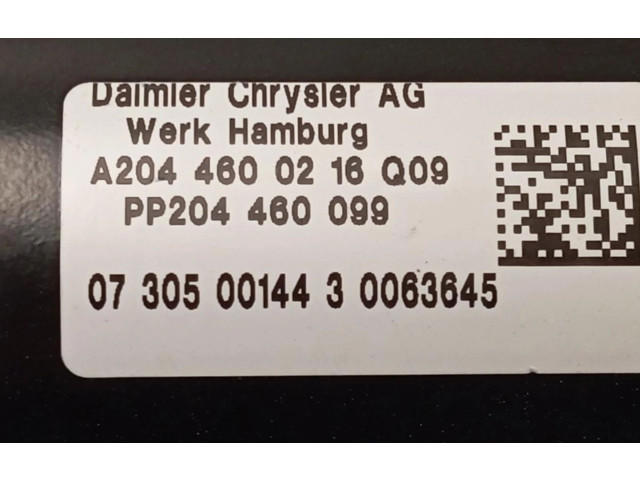 Daimler Chrysler AG
Werk Hamburg
A204 460 02 16 Q09
PP204 460 099
07 305 00144 3 0063645